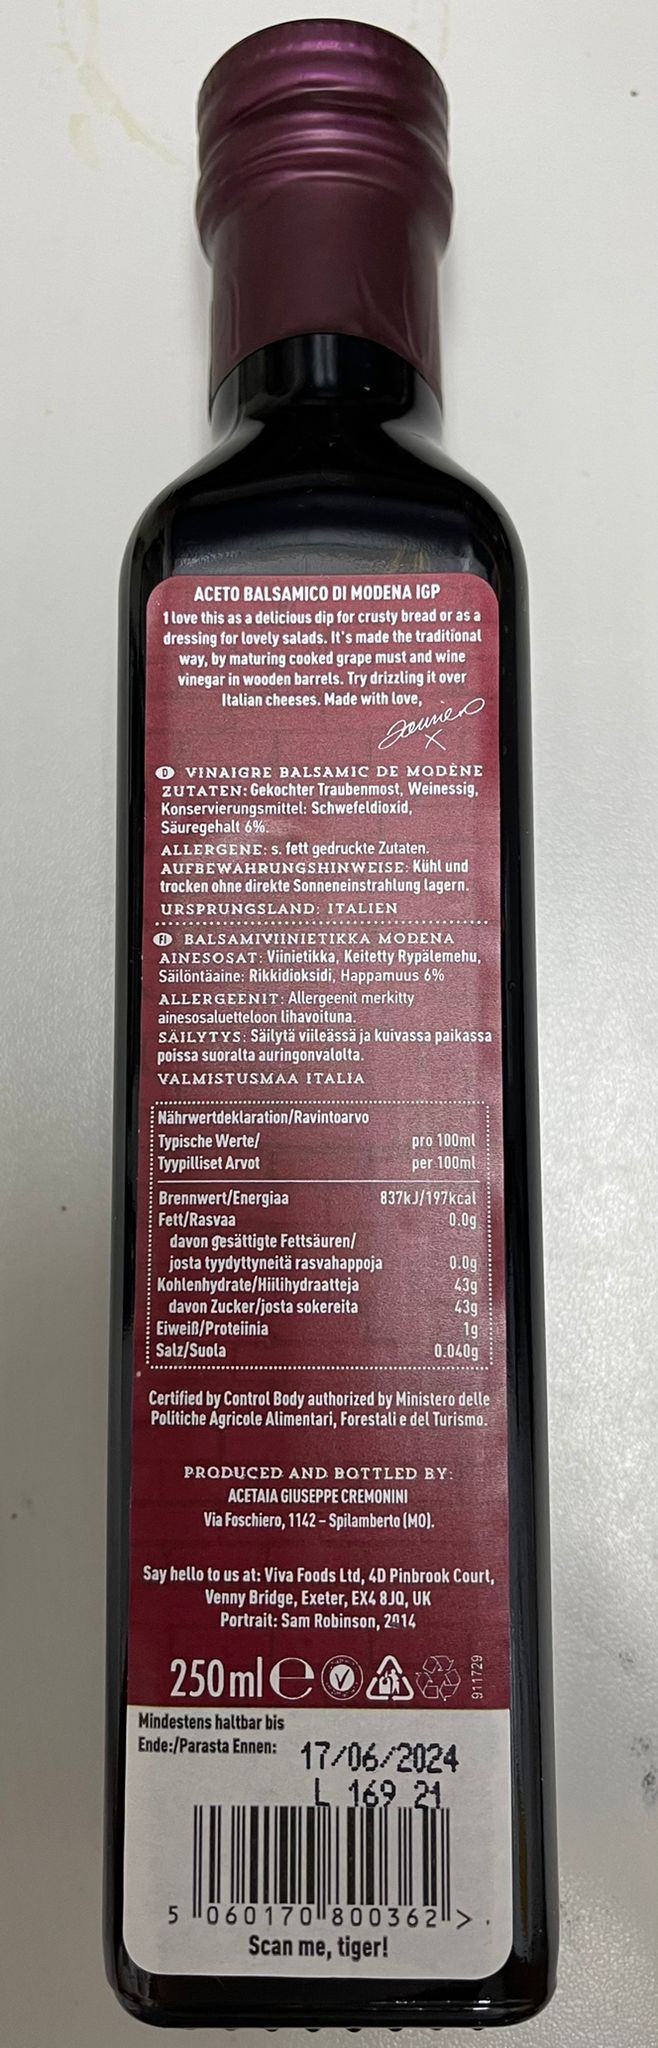 ACETO BALSAMICO DI MODENA IGP
I love this as a delicious dip for crusty bread or as a
dressing for lovely salads. It's made the traditional
way, by maturing cooked grape must and wine
vinegar in wooden barrels. Try drizzling it over
Italian cheeses. Made with love,
X
D VINAIGRE BALSAMIC DE MODÈNE
ZUTATEN: Gekochter Traubenmost, Weinessig,
Konservierungsmittel: Schwefeldioxid,
Säuregehalt 6%.
ALLERGENE: s. fett gedruckte Zutaten.
AUFBEWAHRUNGSHINWEISE: Kühl und
trocken ohne direkte Sonneneinstrahlung lagern.
URSPRUNGSLAND: ITALIEN
FI BALSAMIVIINIETIKKA MODENA
AINESOSAT: Viinietikka, Keitetty Rypälemehu,
Säilöntäaine: Rikkidioksidi, Happamuus 6%
ALLERGEENIT: Allergeenit merkitty
ainesosaluetteloon lihavoituna.
SÄILYTYS: Säilytä viileässä ja kuivassa paikassa
poissa suoralta auringonvalolta.
VALMISTUSMAA ITALIA
Nährwertdeklaration/Ravintoarvo
Typische Werte/ pro 100ml
Tyypilliset Arvot per 100ml
Brennwert/Energiaa 837kJ/197kcal
Fett/Rasvaa 0.0g
davon gesättigte Fettsäuren/
josta tyydyttyneitä rasvahappoja 0.0g
Kohlenhydrate/Hiilihydraatteja 43g
davon Zucker/josta sokereita 43g
Eiweiß/Proteiinia 1g
Salz/Suola 0.040g
Certified by Control Body authorized by Ministero delle
Politiche Agricole Alimentari, Forestali e del Turismo.
PRODUCED AND BOTTLED BY:
ACETAIA GIUSEPPE CREMONINI
Via Foschiero, 1142 – Spilamberto (MO).
Say hello to us at: Viva Foods Ltd, 4D Pinbrook Court,
Venny Bridge, Exeter, EX4 8JQ, UK
Portrait: Sam Robinson, 2014
250ml e V
911729
Mindestens haltbar bis
Ende:/Parasta Ennen: 17/06/2024
L 169 21
5 060170 800362 >
Scan me, tiger!